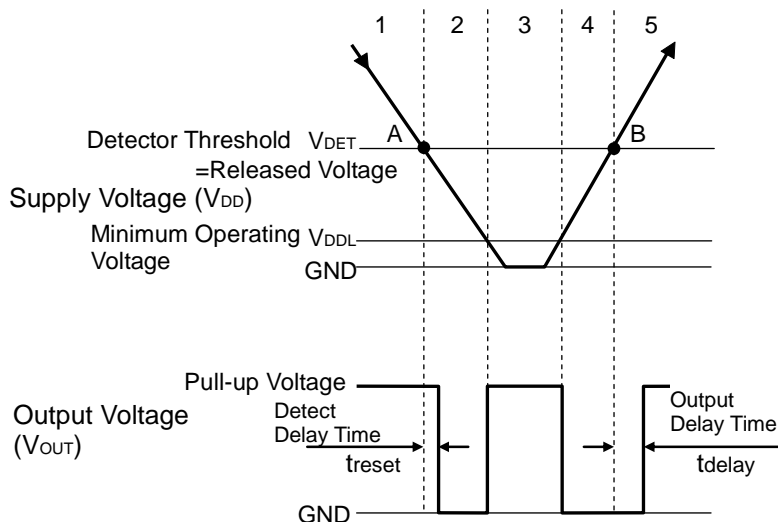 1 2 3 4 5
Detector Threshold VDET A B
=Released Voltage
Supply Voltage (VDD)
Minimum Operating VDDL
Voltage
GND
Pull-up Voltage
Output Voltage
(VOUT)
Detect
Delay Time
treset
Output
Delay Time
tdelay
GND